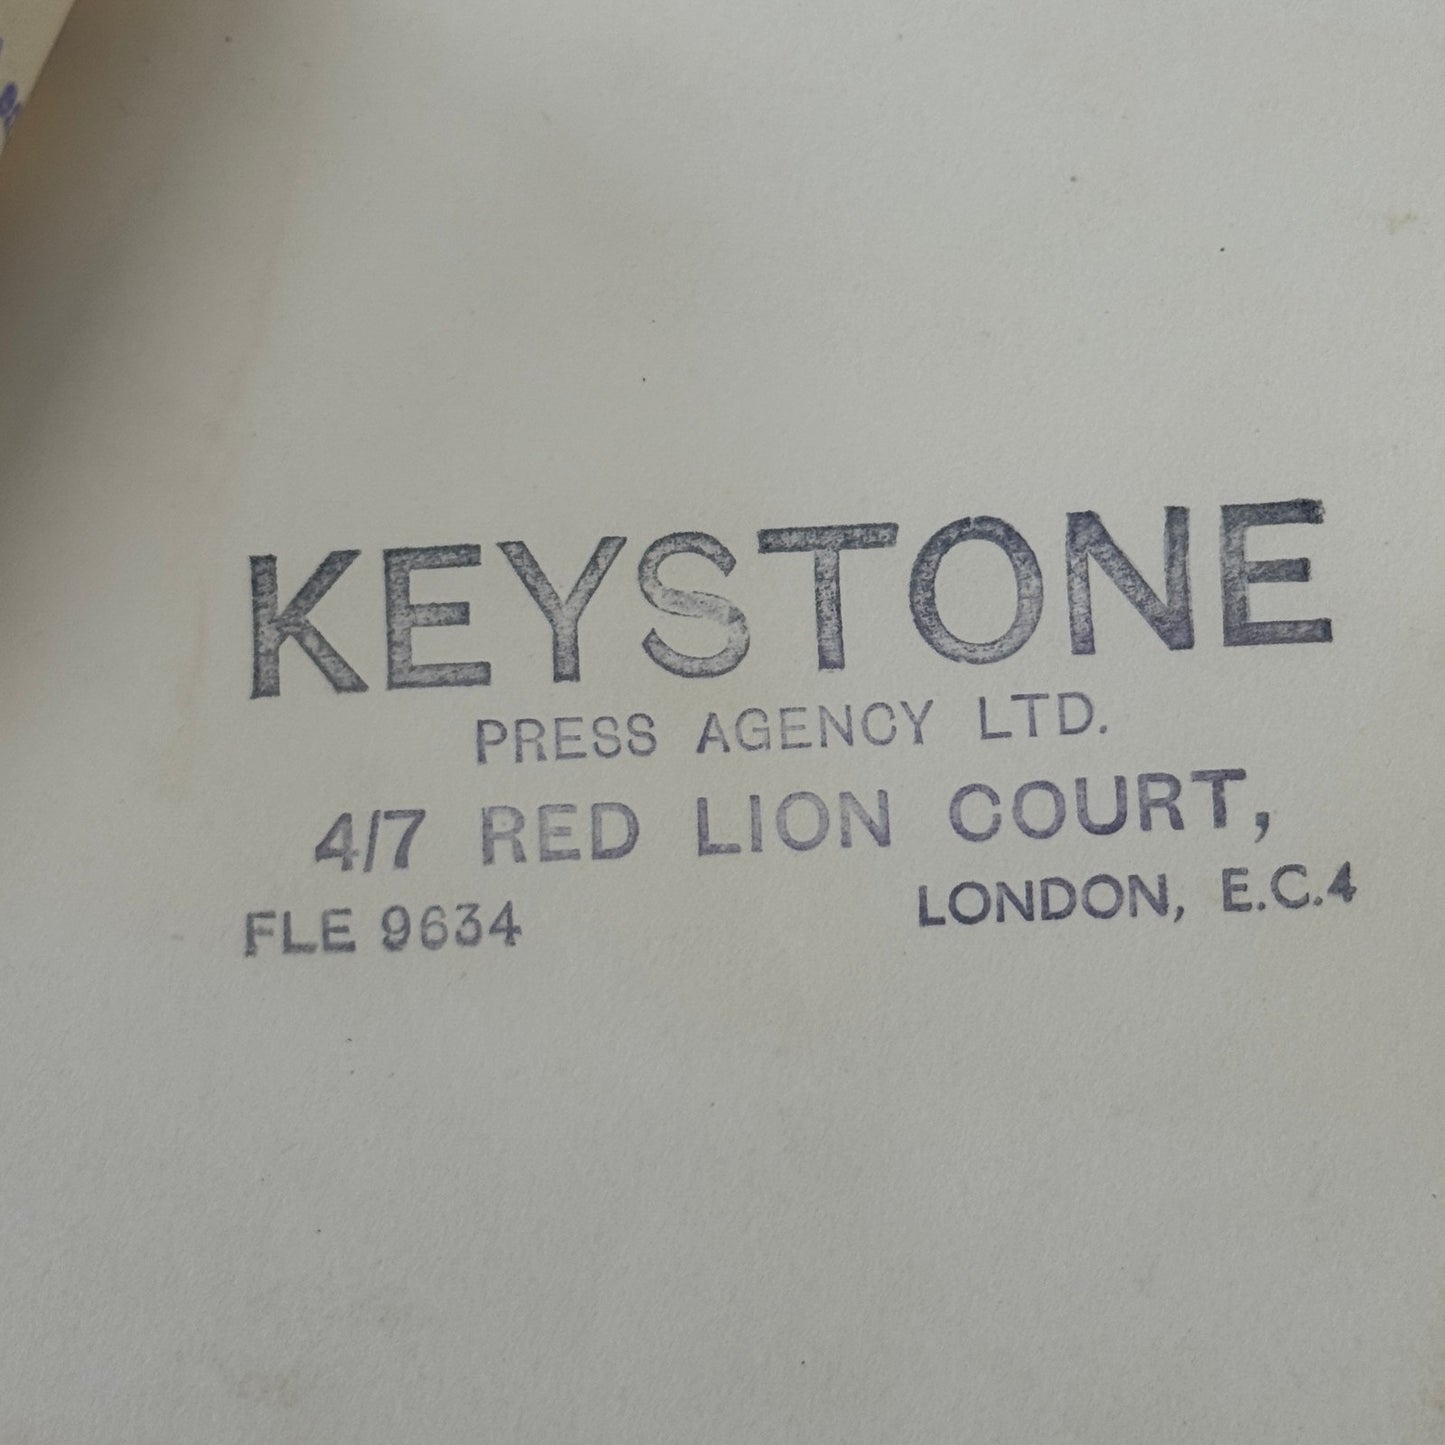 KEYSTONE
PRESS AGENCY LTD.
4/7 RED LION COURT,
FLE 9634 LONDON, E.C.4